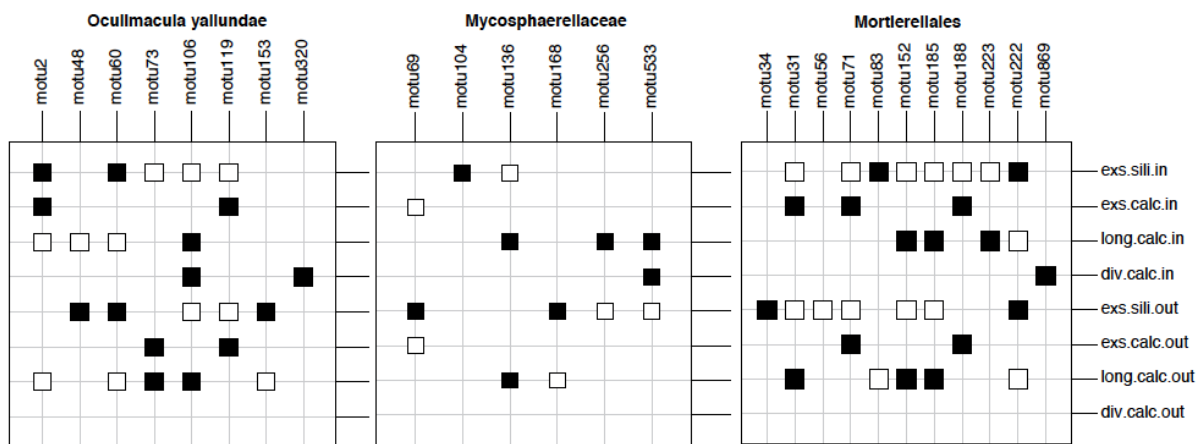 Oculimacula yallundae
Mycosphaerellaceae
Mortierellales
motu2
motu48
motu60
motu73
motu106
motu119
motu153
motu320
motu69
motu104
motu136
motu168
motu256
motu533
motu34
motu31
motu56
motu71
motu83
motu152
motu185
motu188
motu223
motu222
motu869
exs.sili.in
exs.calc.in
long.calc.in
div.calc.in
exs.sili.out
exs.calc.out
long.calc.out
div.calc.out